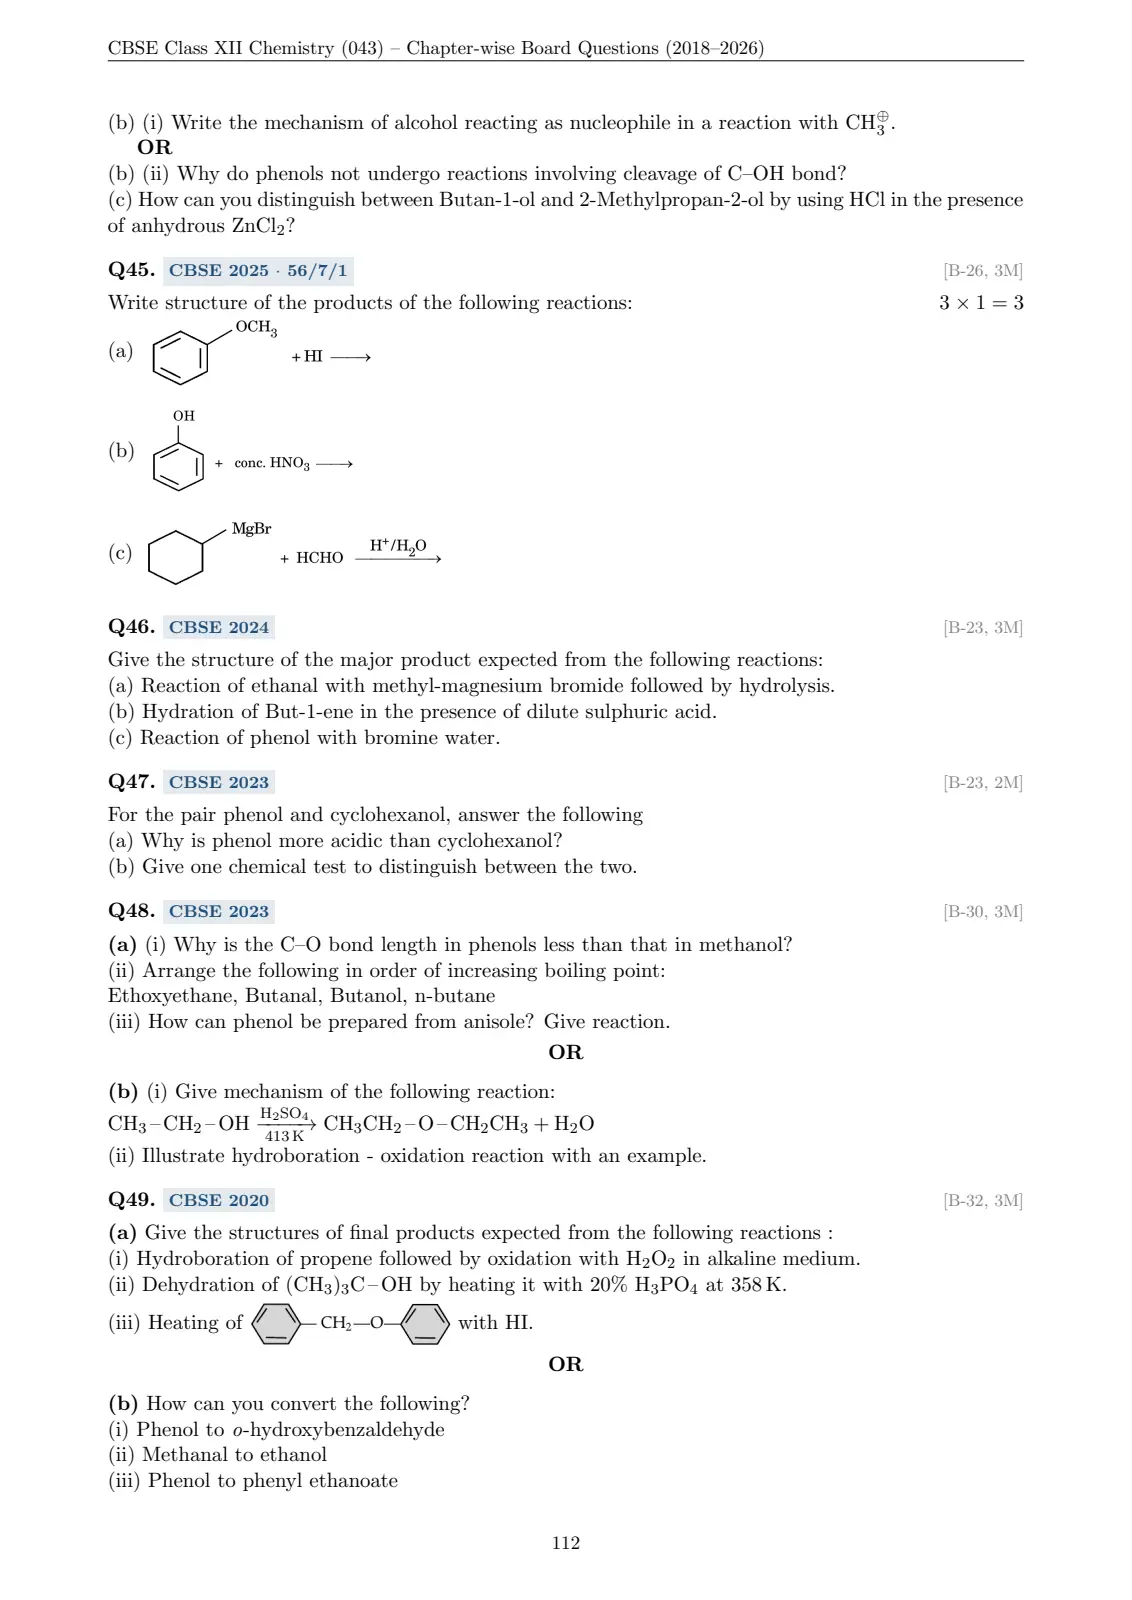 CBSE Class XII Chemistry (043) – Chapter-wise Board Questions (2018–2026)
(b) (i) Write the mechanism of alcohol reacting as nucleophile in a reaction with CH₃⊕.
OR
(b) (ii) Why do phenols not undergo reactions involving cleavage of C–OH bond?
(c) How can you distinguish between Butan-1-ol and 2-Methylpropan-2-ol by using HCl in the presence
of anhydrous ZnCl₂?
Q45. CBSE 2025 · 56/7/1 [B-26, 3M]
Write structure of the products of the following reactions: 3 × 1 = 3
OCH₃
(a) + HI ⟶
OH
(b) + conc. HNO₃ ⟶
MgBr
(c) + HCHO H⁺/H₂O ⟶
Q46. CBSE 2024 [B-23, 3M]
Give the structure of the major product expected from the following reactions:
(a) Reaction of ethanal with methyl-magnesium bromide followed by hydrolysis.
(b) Hydration of But-1-ene in the presence of dilute sulphuric acid.
(c) Reaction of phenol with bromine water.
Q47. CBSE 2023 [B-23, 2M]
For the pair phenol and cyclohexanol, answer the following
(a) Why is phenol more acidic than cyclohexanol?
(b) Give one chemical test to distinguish between the two.
Q48. CBSE 2023 [B-30, 3M]
(a) (i) Why is the C–O bond length in phenols less than that in methanol?
(ii) Arrange the following in order of increasing boiling point:
Ethoxyethane, Butanal, Butanol, n-butane
(iii) How can phenol be prepared from anisole? Give reaction.
OR
(b) (i) Give mechanism of the following reaction:
CH₃–CH₂–OH H₂SO₄ ⟶ 413 K CH₃CH₂–O–CH₂CH₃ + H₂O
(ii) Illustrate hydroboration - oxidation reaction with an example.
Q49. CBSE 2020 [B-32, 3M]
(a) Give the structures of final products expected from the following reactions :
(i) Hydroboration of propene followed by oxidation with H₂O₂ in alkaline medium.
(ii) Dehydration of (CH₃)₃C–OH by heating it with 20% H₃PO₄ at 358 K.
(iii) Heating of –CH₂–O– with HI.
OR
(b) How can you convert the following?
(i) Phenol to o-hydroxybenzaldehyde
(ii) Methanal to ethanol
(iii) Phenol to phenyl ethanoate
112